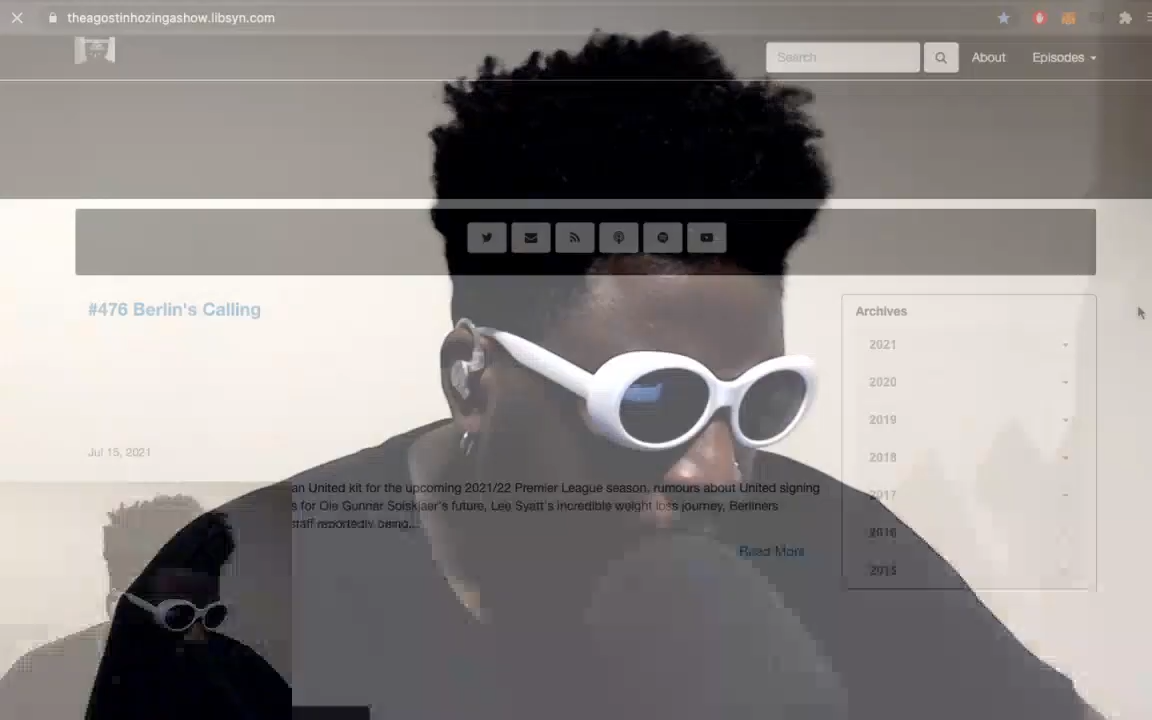 theagostinhozingashow.libsyn.com
Search
About
Episodes
#476 Berlin's Calling
Archives
2021
2020
2019
2018
2017
2016
2015
Jul 15, 2021
an United kit for the upcoming 2021/22 Premier League season, rumours about United signing
s for Ole Gunnar Solskjaer's future, Lee Syatt's incredible weight loss journey, Berliners
staff reportedly being...
Read More